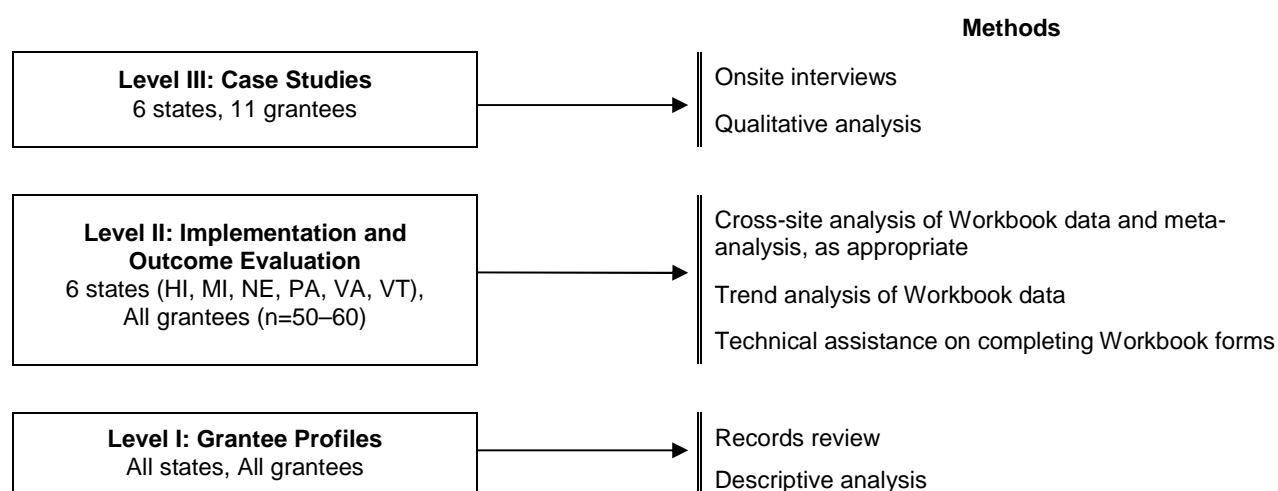 Methods
Level III: Case Studies
6 states, 11 grantees
Onsite interviews
Qualitative analysis
Level II: Implementation and
Outcome Evaluation
6 states (HI, MI, NE, PA, VA, VT),
All grantees (n=50–60)
Cross-site analysis of Workbook data and meta-
analysis, as appropriate
Trend analysis of Workbook data
Technical assistance on completing Workbook forms
Level I: Grantee Profiles
All states, All grantees
Records review
Descriptive analysis